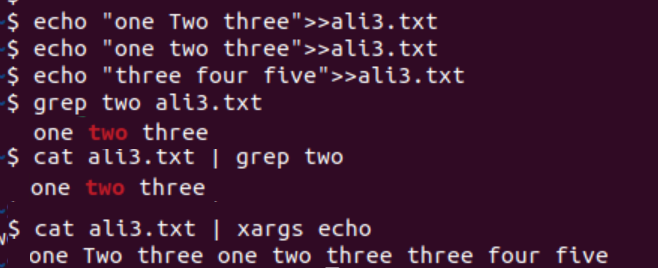 $ echo "one Two three">>ali3.txt
$ echo "one two three">>ali3.txt
$ echo "three four five">>ali3.txt
$ grep two ali3.txt
one two three
$ cat ali3.txt | grep two
one two three
$ cat ali3.txt | xargs echo
one Two three one two three three four five